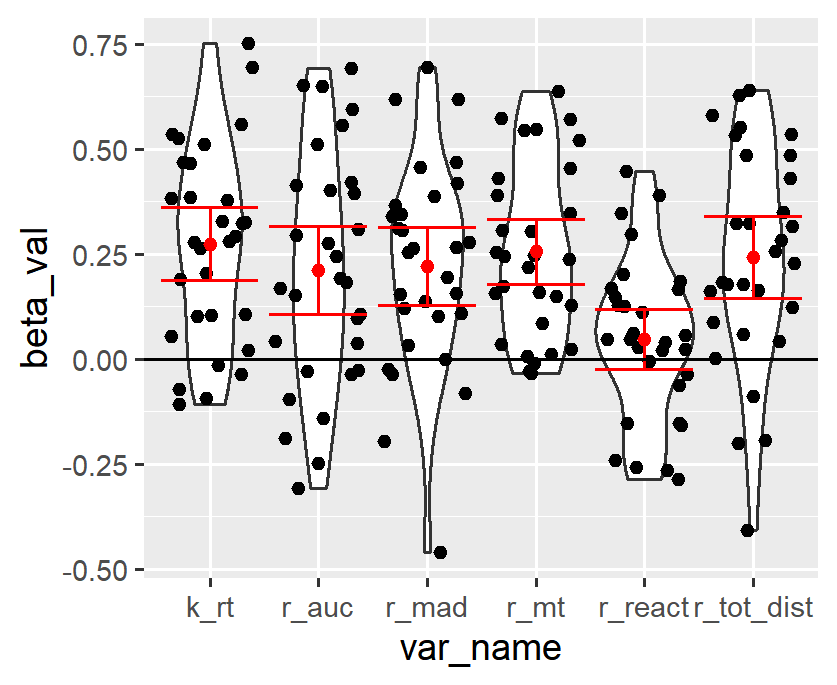 beta_val
0.75
0.50
0.25
0.00
-0.25
-0.50
k_rt r_auc r_mad r_mt r_react r_tot_dist
var_name